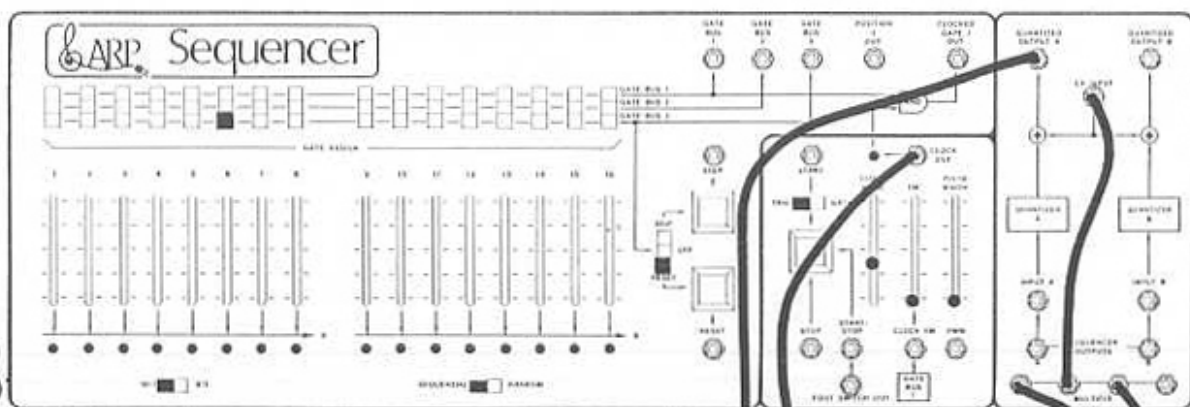 ARP Sequencer
GATE BUS 1
GATE BUS 2
GATE BUS 3
POSITION 1 OUT
CLOCKED GATE 1 OUT
QUANTIZED OUTPUT A
QUANTIZED OUTPUT B
GATE BUS 1
GATE BUS 2
GATE BUS 3
CV INPUT
GATE ASSIGN
CLOCK OUT
STEP
START
PULSE WIDTH
1 2 3 4 5 6 7 8 9 10 11 12 13 14 15 16
QUANTIZER A
QUANTIZER B
RESET
INPUT A
INPUT B
RESET
STOP
START/STOP
CLOCK FM
PWM
SEQUENCER OUTPUTS
SEQUENTIAL
RANDOM
FOOT SWITCH
GATE BUS
MULTIPLE